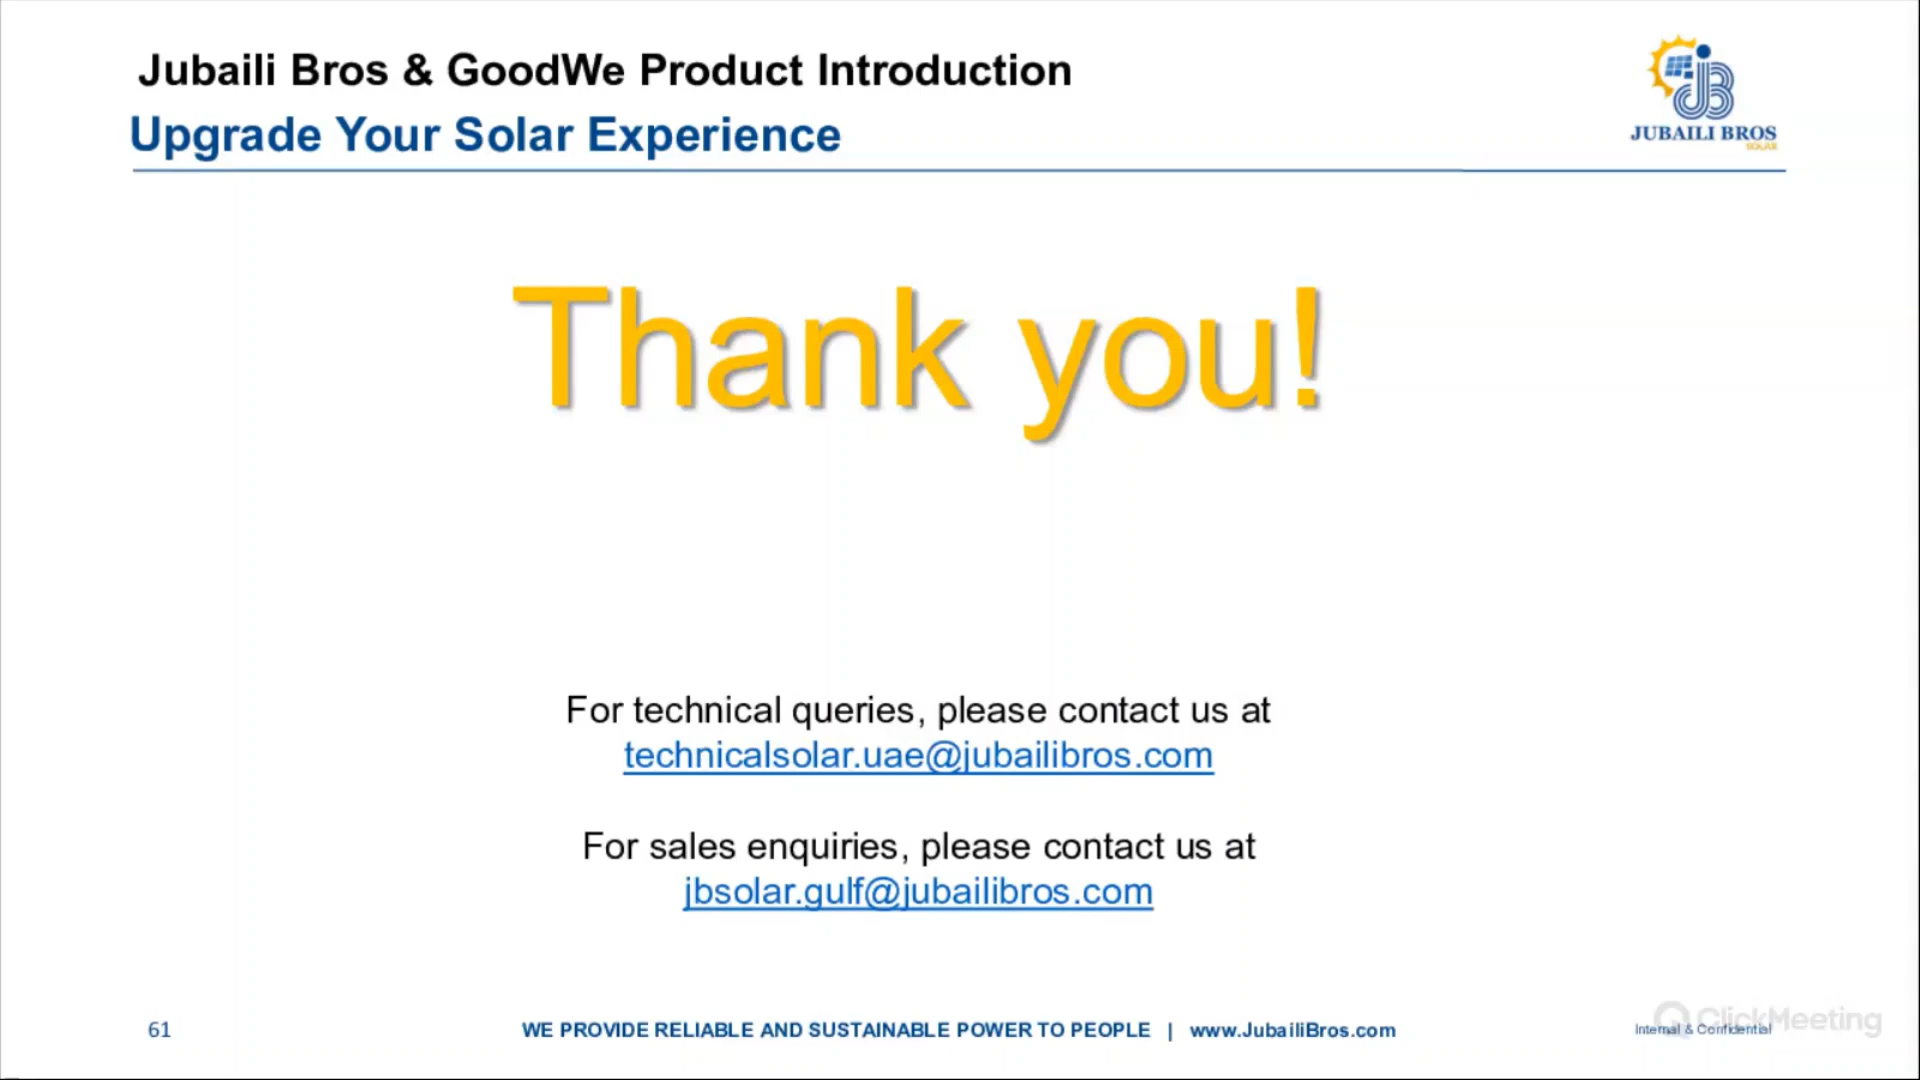 Jubaili Bros & GoodWe Product Introduction
Upgrade Your Solar Experience
JUBAILI BROS
SOLAR
Thank you!
For technical queries, please contact us at
technicalsolar.uae@jubailibros.com
For sales enquiries, please contact us at
jbsolar.gulf@jubailibros.com
61
WE PROVIDE RELIABLE AND SUSTAINABLE POWER TO PEOPLE | www.JubailiBros.com
Internal & Confidential
ClickMeeting